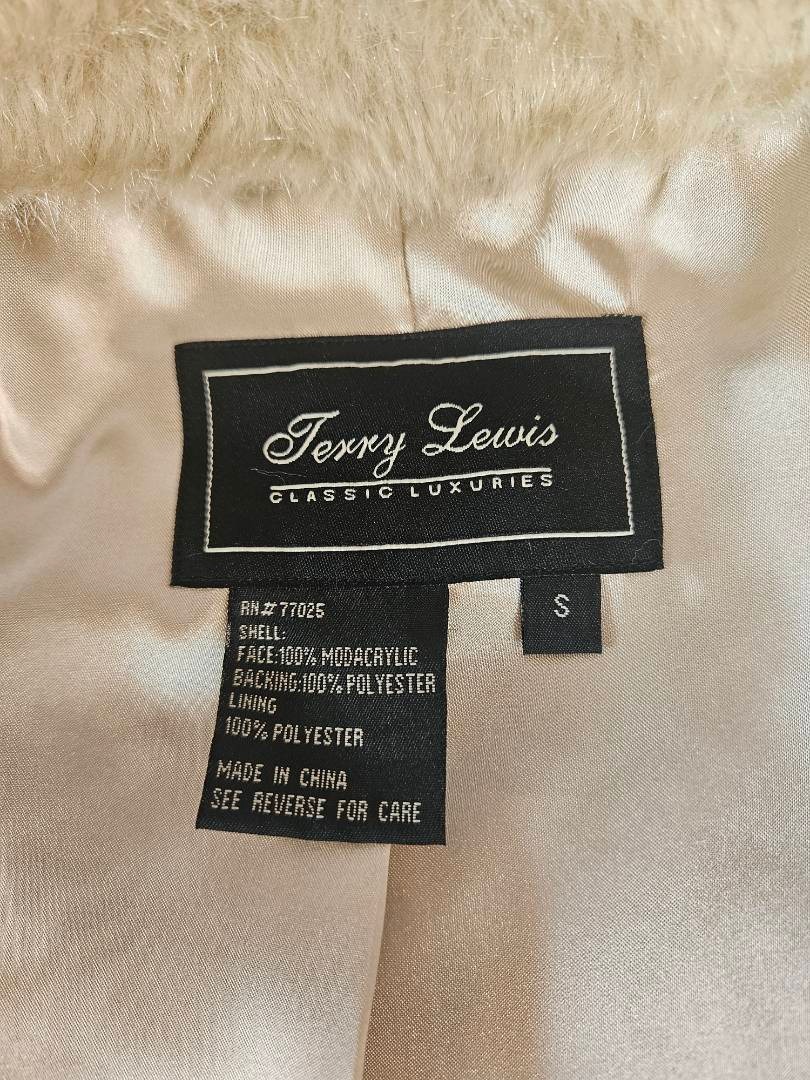 Terry Lewis
CLASSIC LUXURIES
S
RN#77025
SHELL:
FACE:100% MODACRYLIC
BACKING:100% POLYESTER
LINING
100% POLYESTER
MADE IN CHINA
SEE REVERSE FOR CARE